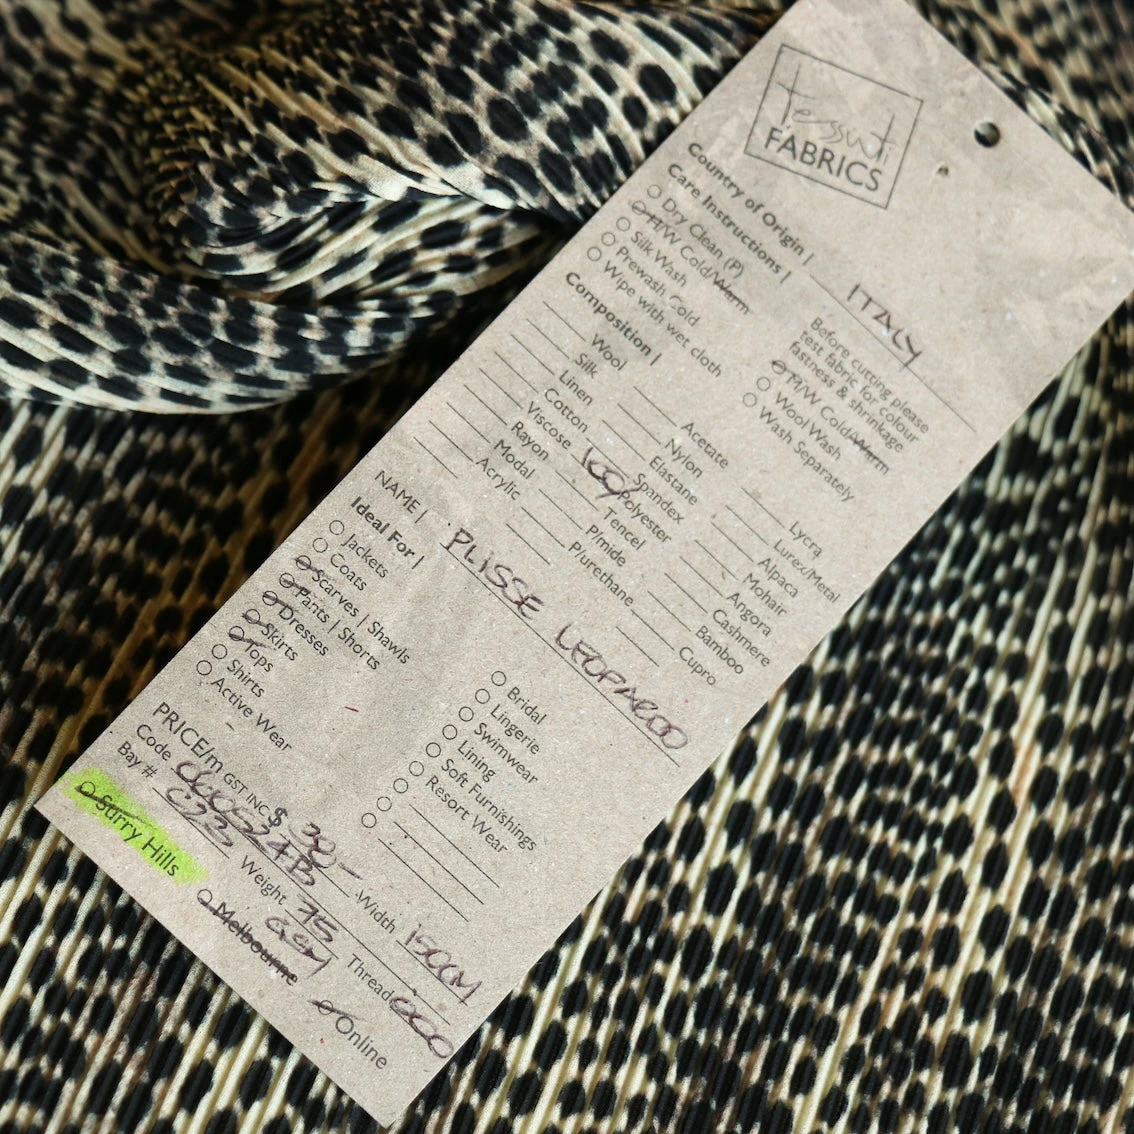 tessuti
FABRICS
Country of Origin | ITALY
Care Instructions |
Dry Clean (P)
H/W Cold/Warm
Silk Wash
Prewash Cold
Wipe with wet cloth
Before cutting please
test fabric for colour
fastness & shrinkage
M/W Cold/Warm
Wool Wash
Wash Separately
Composition |
Wool
Silk
Linen
Cotton
Viscose
Rayon
Modal
Acrylic
Acetate
Nylon
Elastane
Spandex
100% Polyester
Tencel
P/mide
P/urethane
Lycra
Lurex/Metal
Alpaca
Mohair
Angora
Cashmere
Bamboo
Cupro
NAME | PLISSE LEOPARDO
Ideal For |
Jackets
Coats
Scarves | Shawls
Pants | Shorts
Dresses
Skirts
Tops
Shirts
Active Wear
Bridal
Lingerie
Swimwear
Lining
Soft Furnishings
Resort Wear
PRICE/m GST INC $ 30-
Code
Width 150CM
Bay #
Weight 75 GSM
Thread
Surry Hills
Melbourne
Online